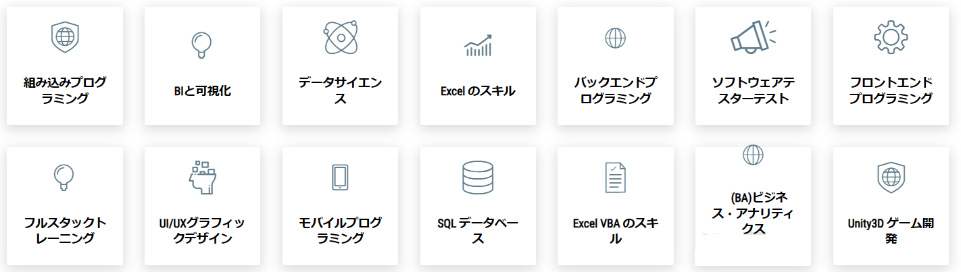 組み込みプログ
ラミング
BIと可視化
データサイエン
ス
Excel のスキル
バックエンドプ
ログラミング
ソフトウェアテ
スターテスト
フロントエンド
プログラミング
フルスタックト
レーニング
UI/UXグラフィッ
クデザイン
モバイルプログ
ラミング
SQL データベー
ス
Excel VBA のスキ
ル
(BA)ビジネ
ス・アナリティ
クス
Unity3D ゲーム開
発